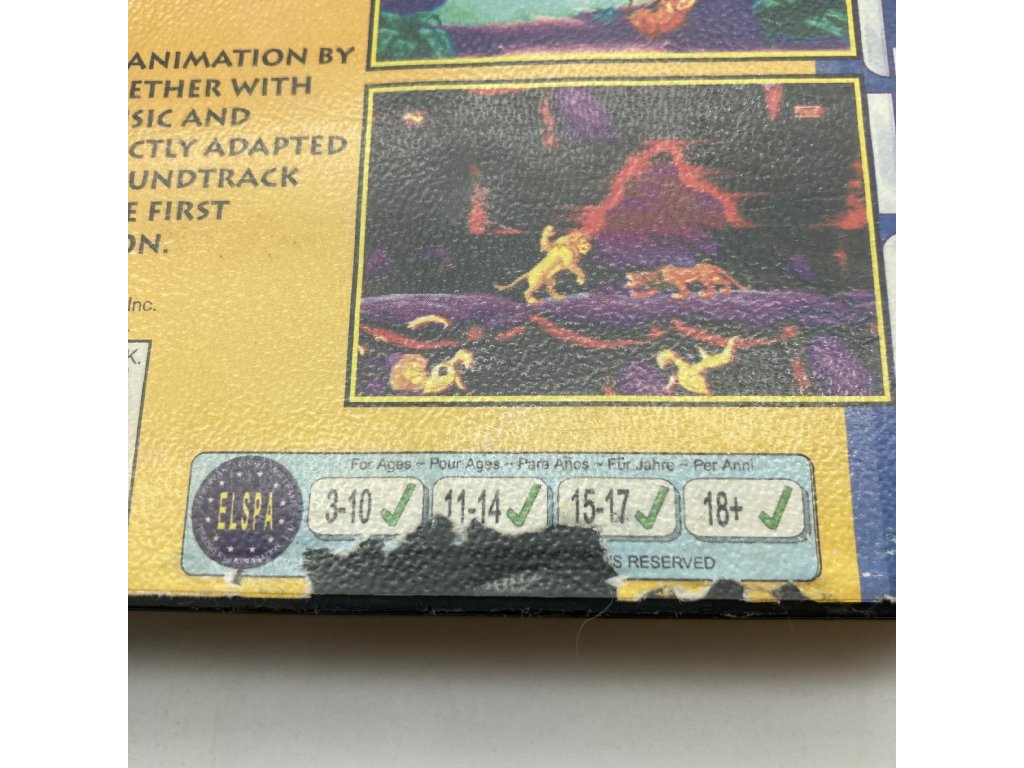 ANIMATION BY
ETHER WITH
SIC AND
CTLY ADAPTED
UNDTRACK
E FIRST
ON.
Inc.
K.
For Ages ~ Pour Ages ~ Para Años ~ Für Jahre ~ Per Anni
ELSPA
3-10 11-14 15-17 18+
S RESERVED